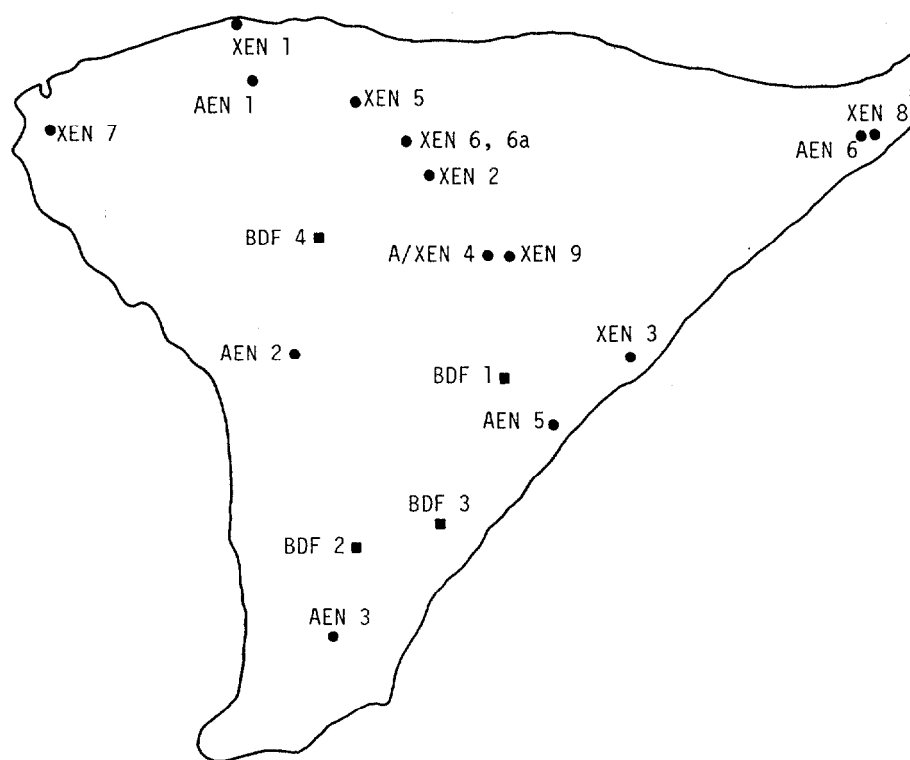 XEN 1
AEN 1
XEN 5
XEN 7
XEN 6, 6a
XEN 8
AEN 6
XEN 2
BDF 4
A/XEN 4
XEN 9
AEN 2
XEN 3
BDF 1
AEN 5
BDF 3
BDF 2
AEN 3